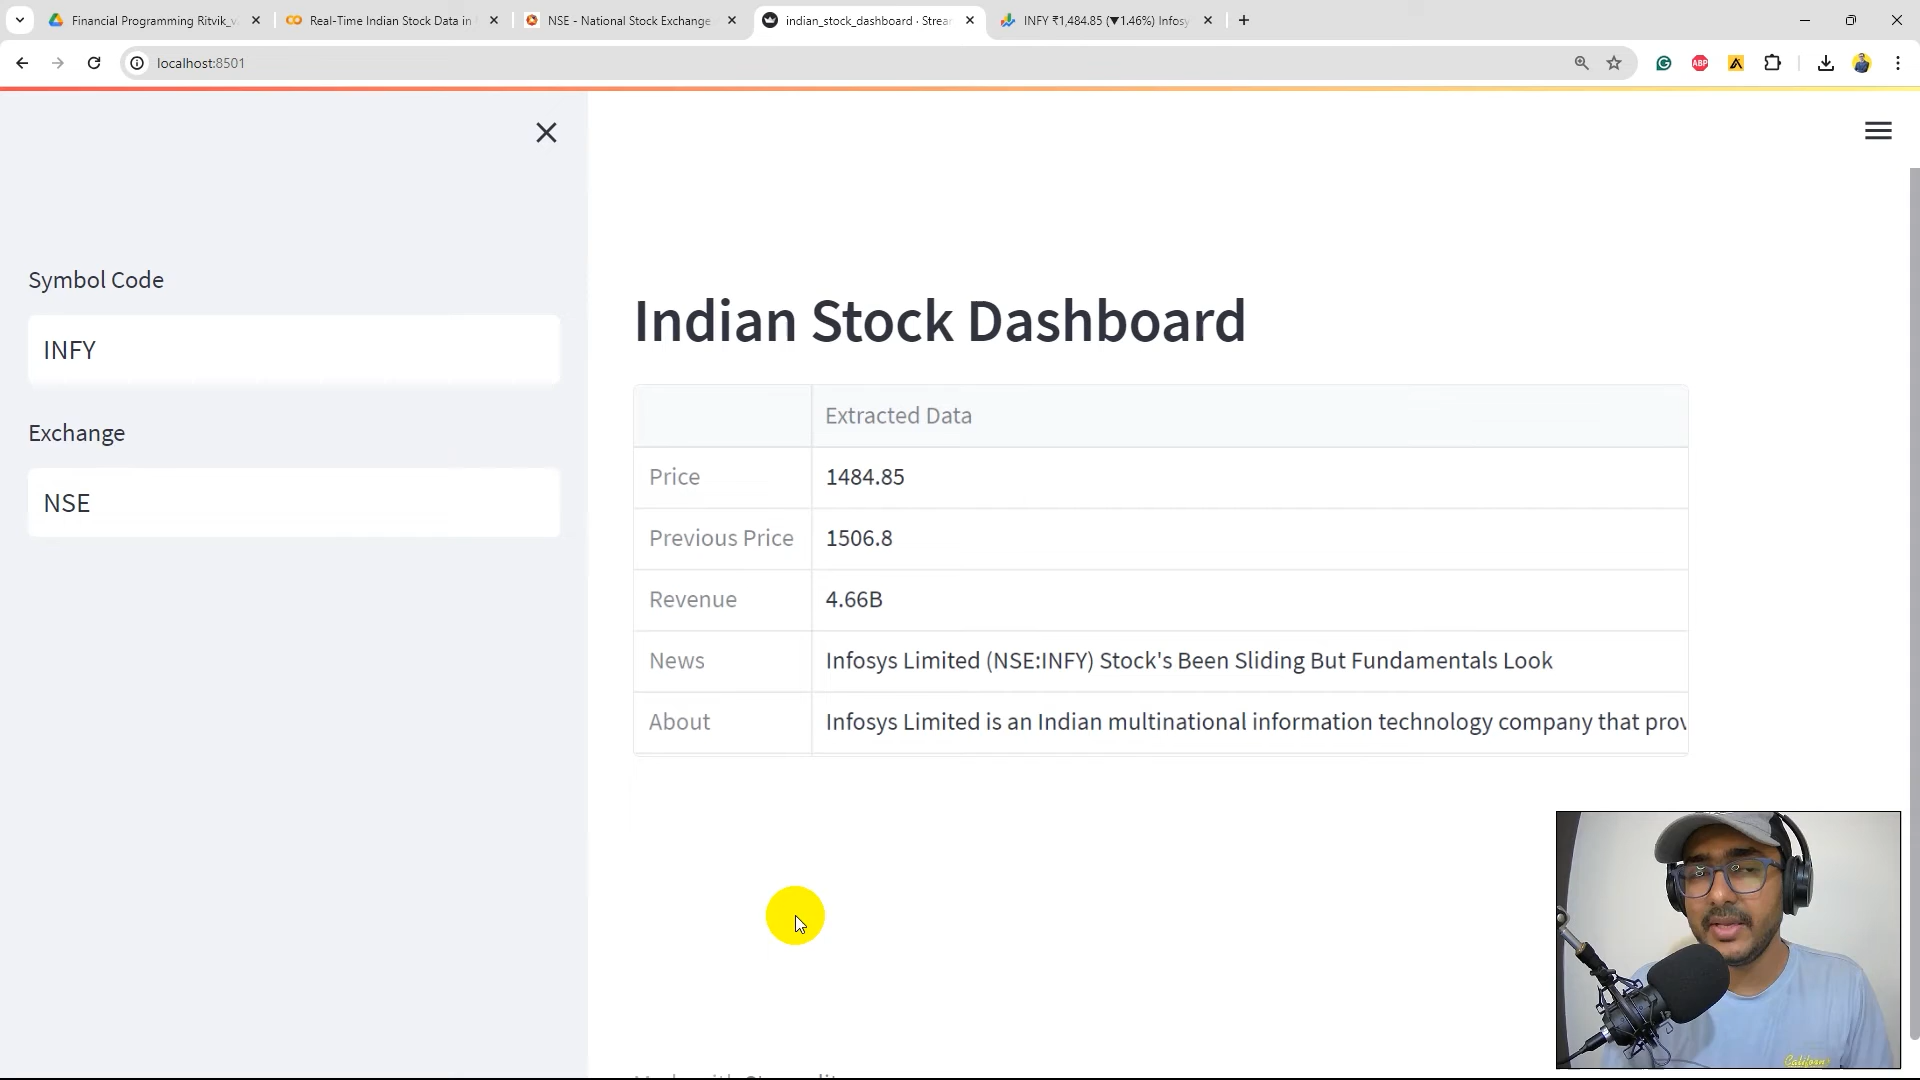 Financial Programming Ritvik_v
Real-Time Indian Stock Data in
NSE - National Stock Exchange
indian_stock_dashboard · Strea
INFY ₹1,484.85 (▼1.46%) Infosy
localhost:8501
ABP
Symbol Code
INFY
Exchange
NSE
Indian Stock Dashboard
Extracted Data
Price 1484.85
Previous Price 1506.8
Revenue 4.66B
News Infosys Limited (NSE:INFY) Stock's Been Sliding But Fundamentals Look
About Infosys Limited is an Indian multinational information technology company that prov